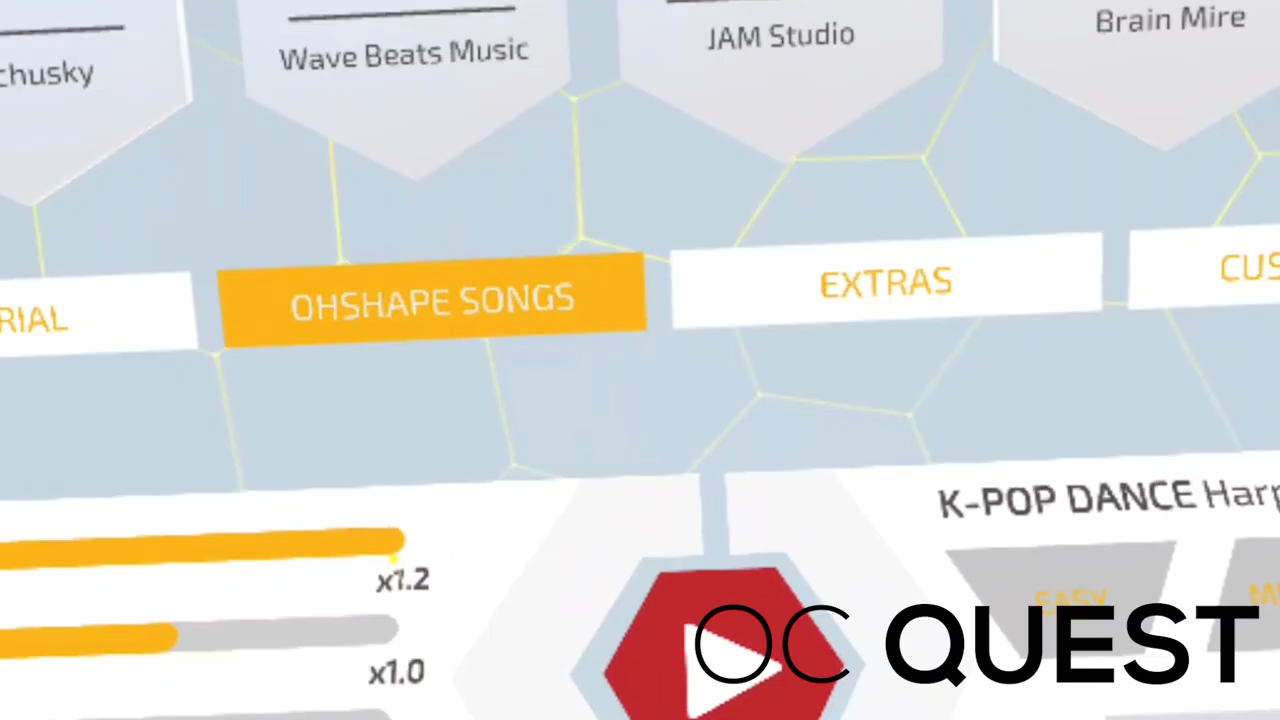 chusky
Wave Beats Music
JAM Studio
Brain Mire
RIAL
OHSHAPE SONGS
EXTRAS
CUS
x1.2
x1.0
K-POP DANCE Harp
EASY
OC QUEST